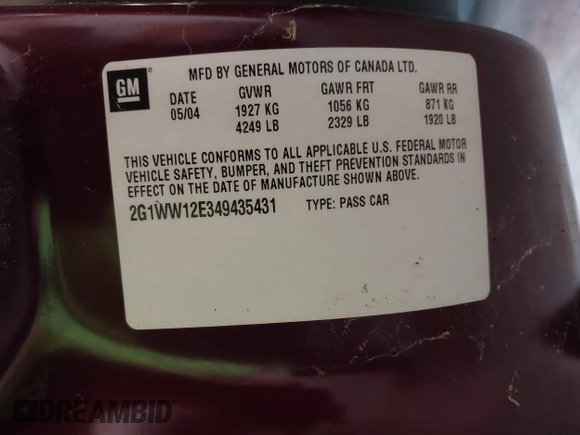 GM
MFD BY GENERAL MOTORS OF CANADA LTD.
DATE GVWR GAWR FRT GAWR RR
05/04 1927 KG 1056 KG 871 KG
4249 LB 2329 LB 1920 LB
THIS VEHICLE CONFORMS TO ALL APPLICABLE U.S. FEDERAL MOTOR
VEHICLE SAFETY, BUMPER, AND THEFT PREVENTION STANDARDS IN
EFFECT ON THE DATE OF MANUFACTURE SHOWN ABOVE.
2G1WW12E349435431 TYPE: PASS CAR
DREAMBID